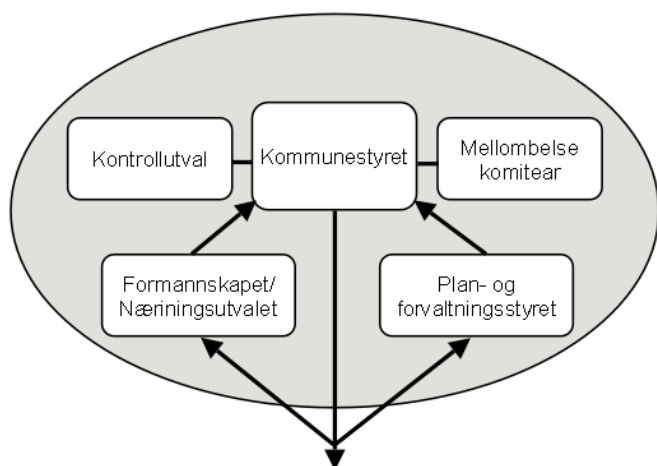 Kontrollutval
Kommunestyret
Mellombelse
komitear
Formannskapet/
Næriningsutvalet
Plan- og
forvaltningsstyret